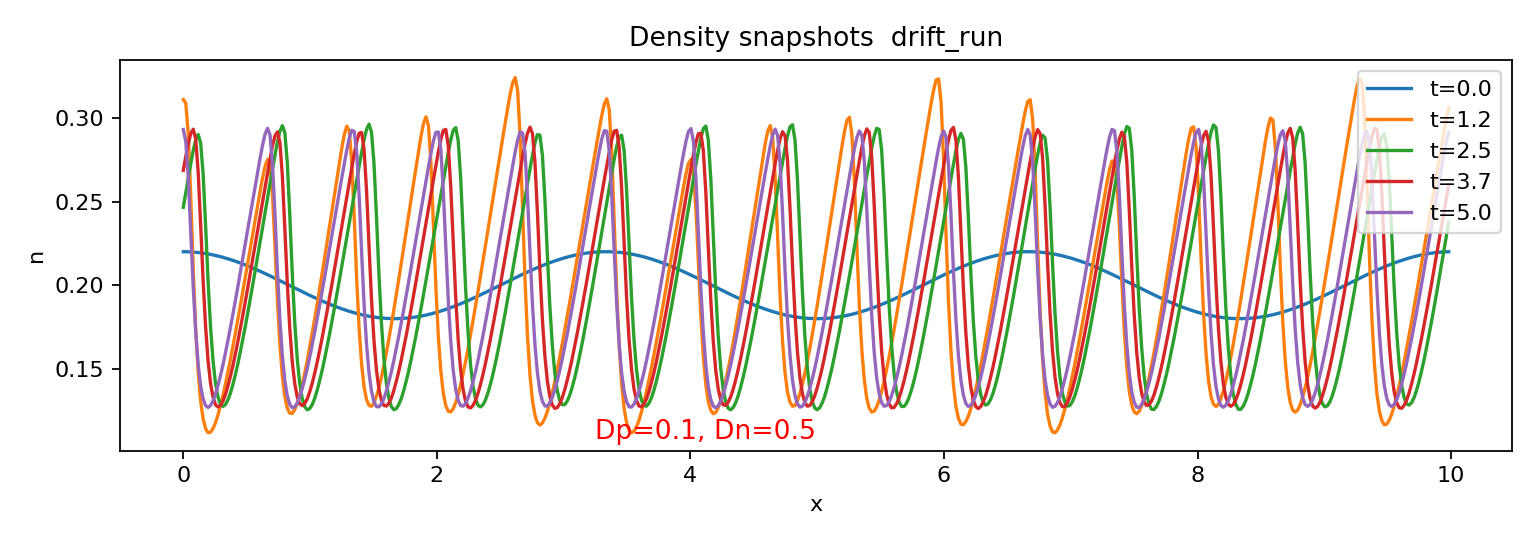 Density snapshots  drift_run
n
0.30
0.25
0.20
0.15
t=0.0
t=1.2
t=2.5
t=3.7
t=5.0
Dp=0.1, Dn=0.5
0 2 4 6 8 10
x